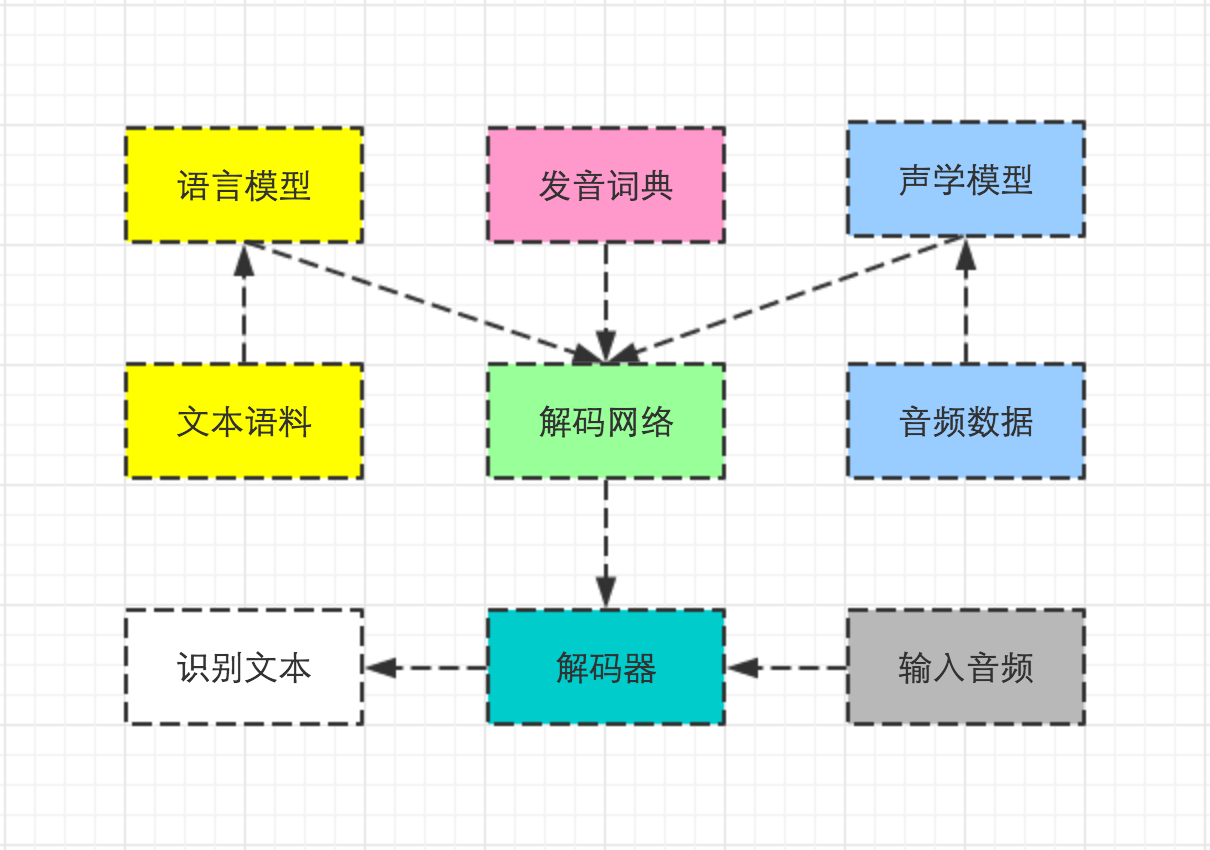 语言模型
发音词典
声学模型
文本语料
解码网络
音频数据
识别文本
解码器
输入音频